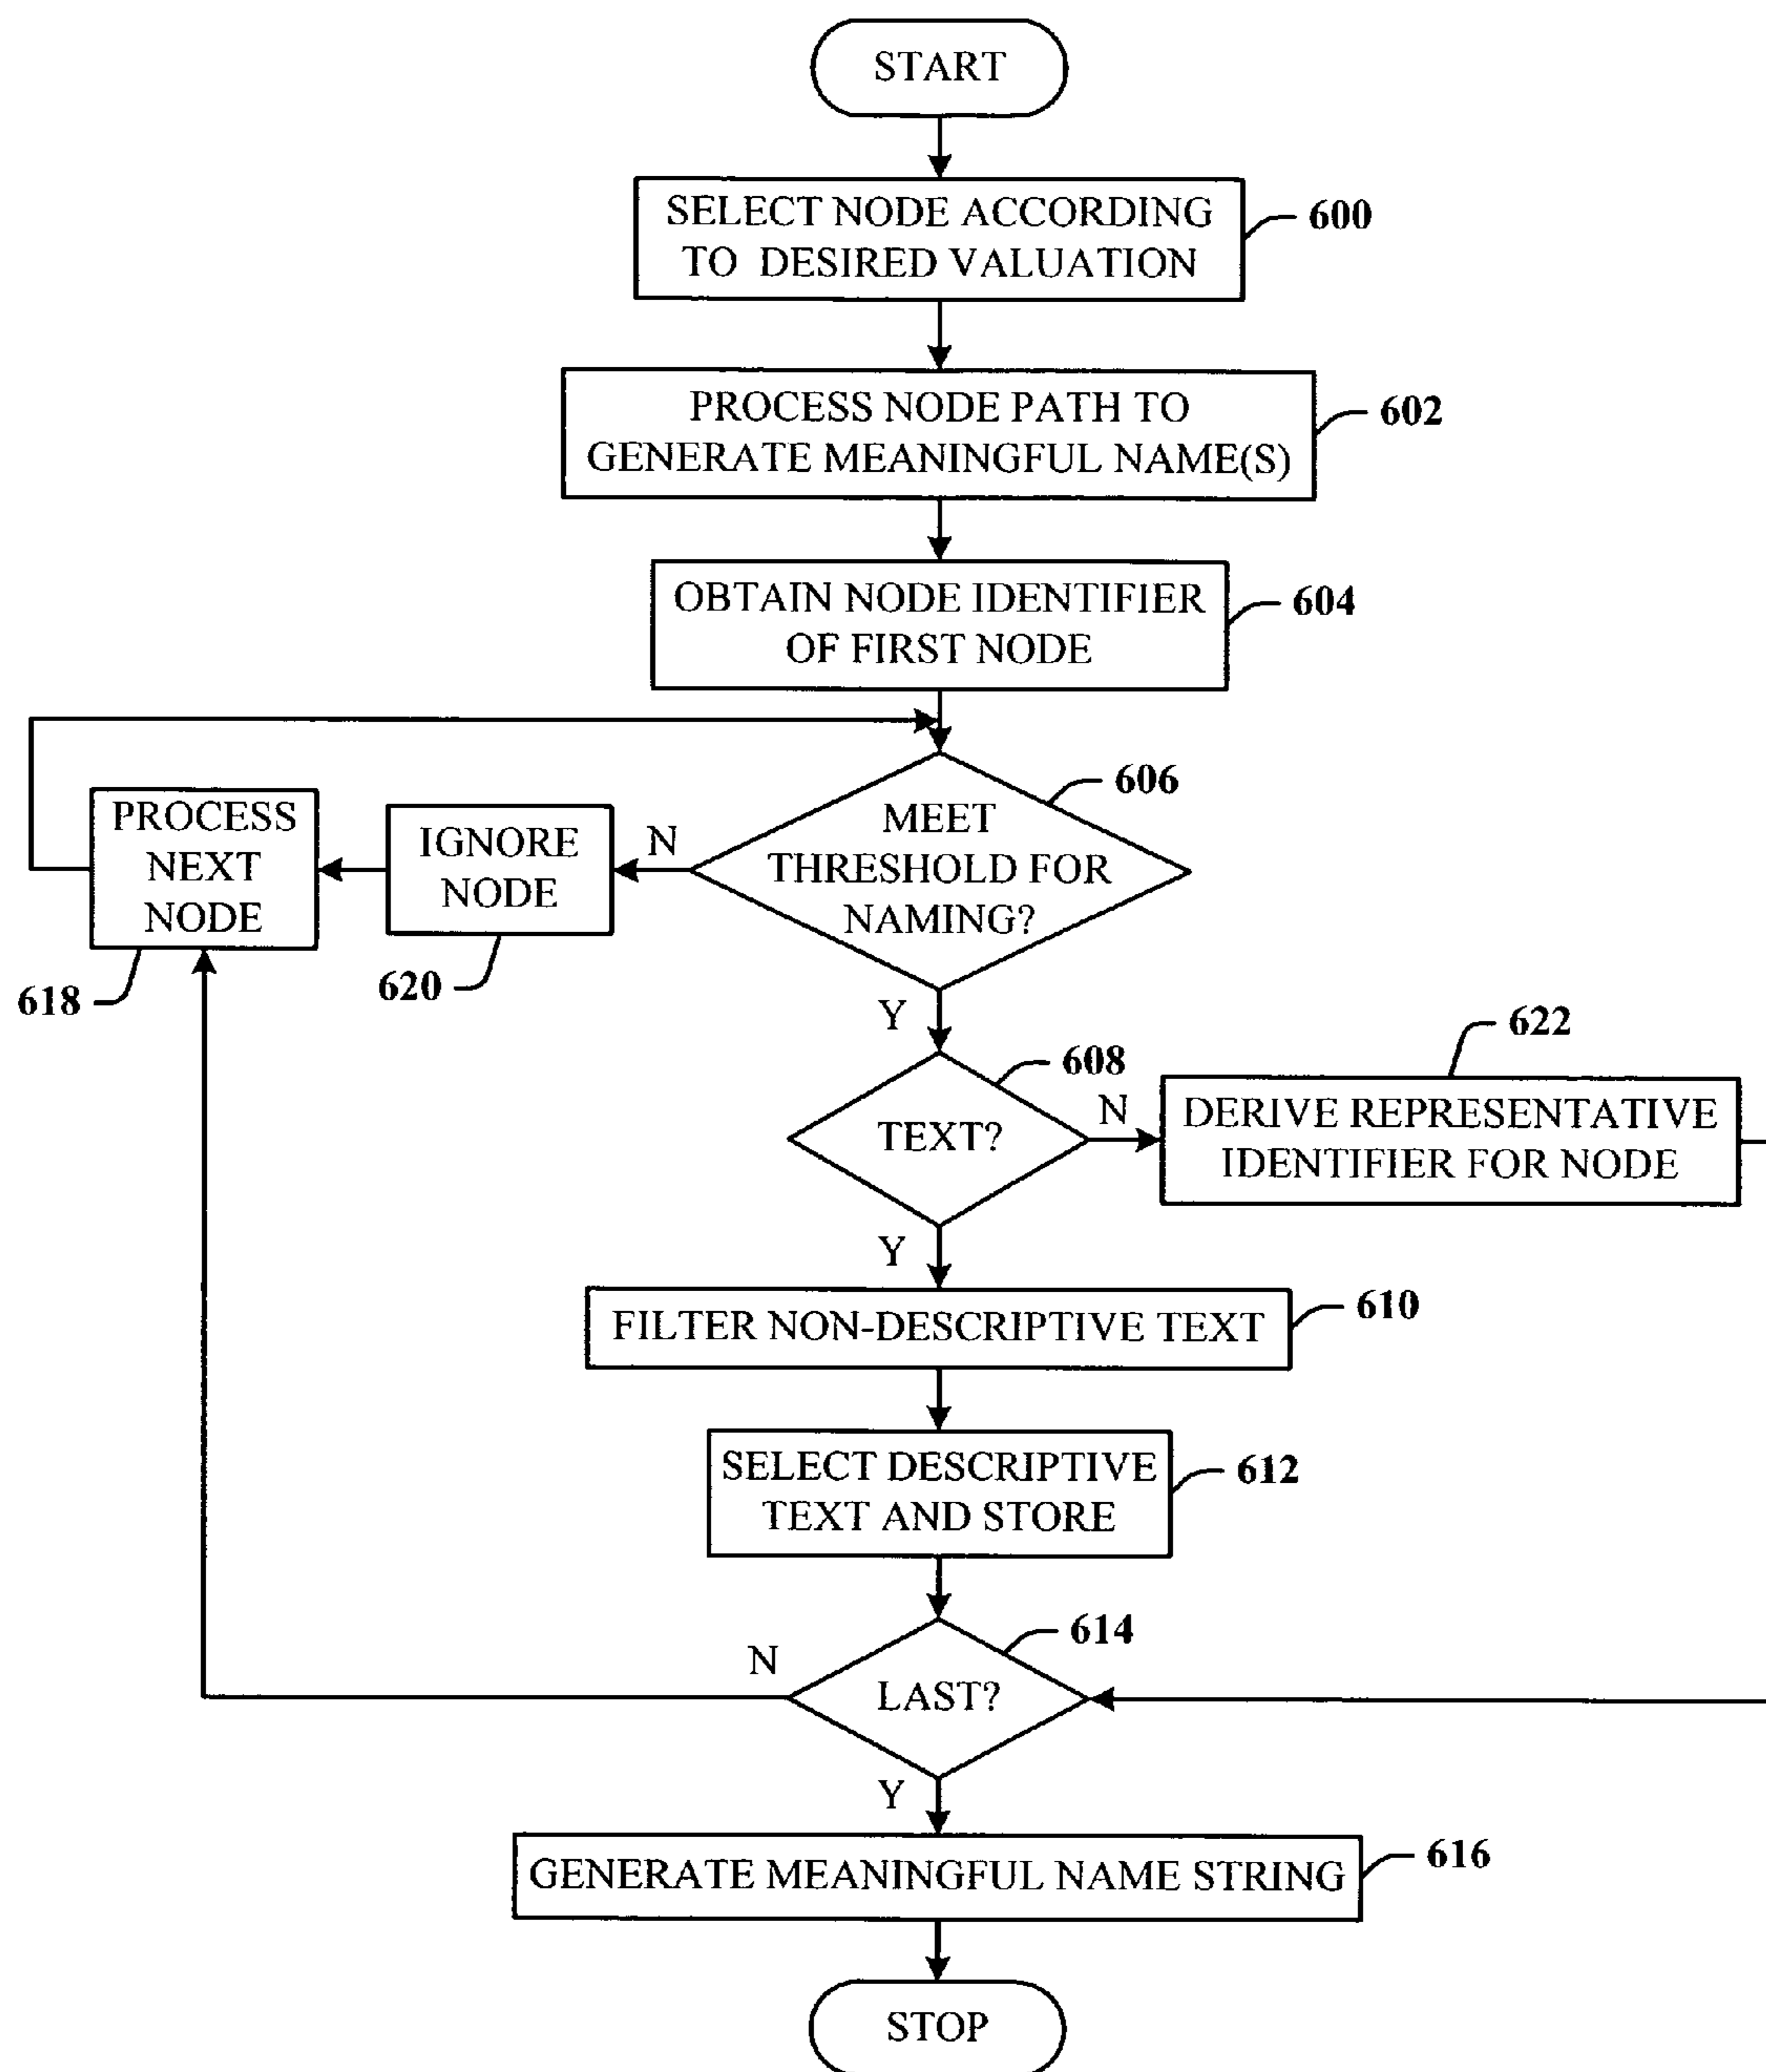 START
SELECT NODE ACCORDING
TO DESIRED VALUATION
600
PROCESS NODE PATH TO
GENERATE MEANINGFUL NAME(S)
602
OBTAIN NODE IDENTIFIER
OF FIRST NODE
604
606
MEET
THRESHOLD FOR
NAMING?
N
IGNORE
NODE
620
PROCESS
NEXT
NODE
618
Y
608
TEXT?
N
622
DERIVE REPRESENTATIVE
IDENTIFIER FOR NODE
Y
FILTER NON-DESCRIPTIVE TEXT
610
SELECT DESCRIPTIVE
TEXT AND STORE
612
614
N
LAST?
Y
GENERATE MEANINGFUL NAME STRING
616
STOP